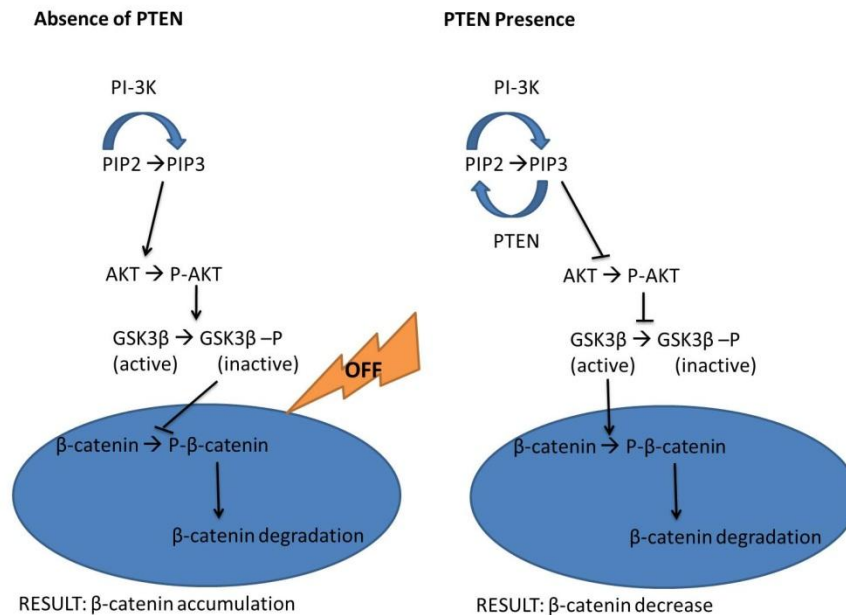 Absence of PTEN
PI-3K
PIP2 → PIP3
AKT → P-AKT
GSK3β → GSK3β –P
(active) (inactive)
OFF
β-catenin → P-β-catenin
β-catenin degradation
RESULT: β-catenin accumulation
PTEN Presence
PI-3K
PIP2 → PIP3
PTEN
AKT → P-AKT
GSK3β → GSK3β –P
(active) (inactive)
β-catenin → P-β-catenin
β-catenin degradation
RESULT: β-catenin decrease